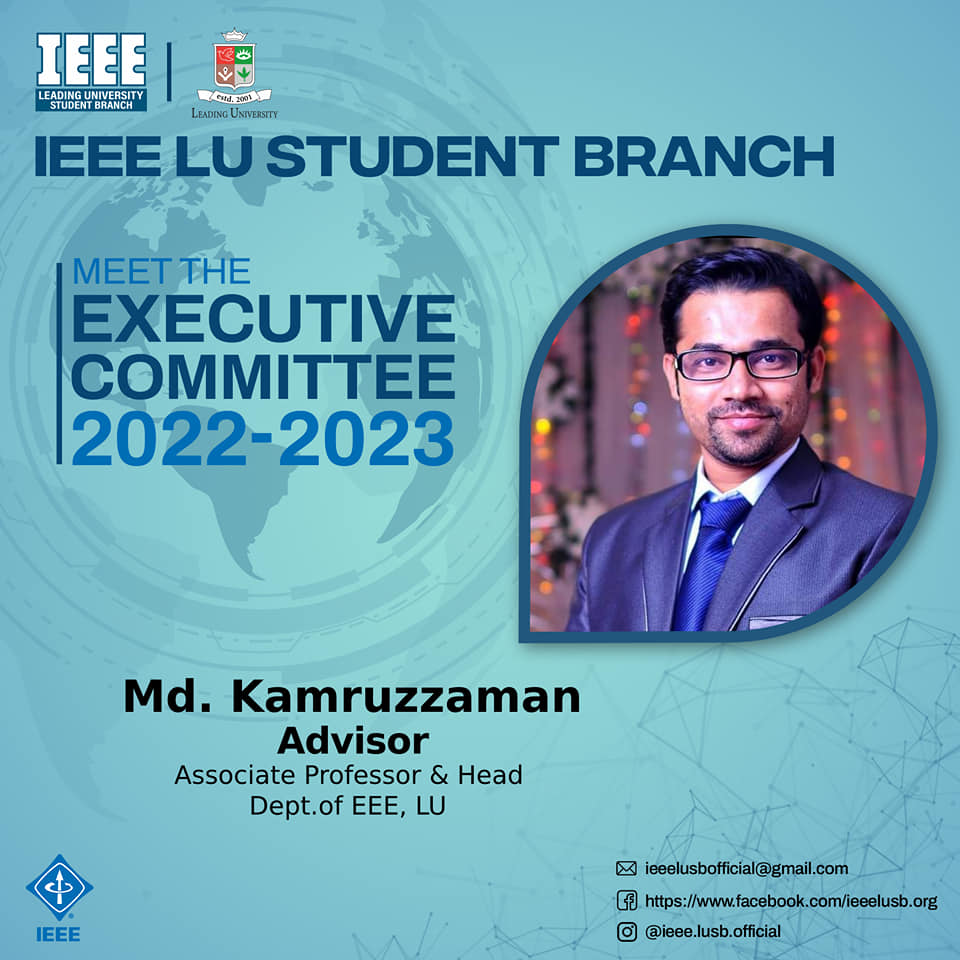 IEEE
LEADING UNIVERSITY
STUDENT BRANCH
estd. 2001
LEADING UNIVERSITY
IEEE LU STUDENT BRANCH
MEET THE
EXECUTIVE
COMMITTEE
2022-2023
Md. Kamruzzaman
Advisor
Associate Professor & Head
Dept.of EEE, LU
IEEE
ieeelusbofficial@gmail.com
https://www.facebook.com/ieeelusb.org
@ieee.lusb.official